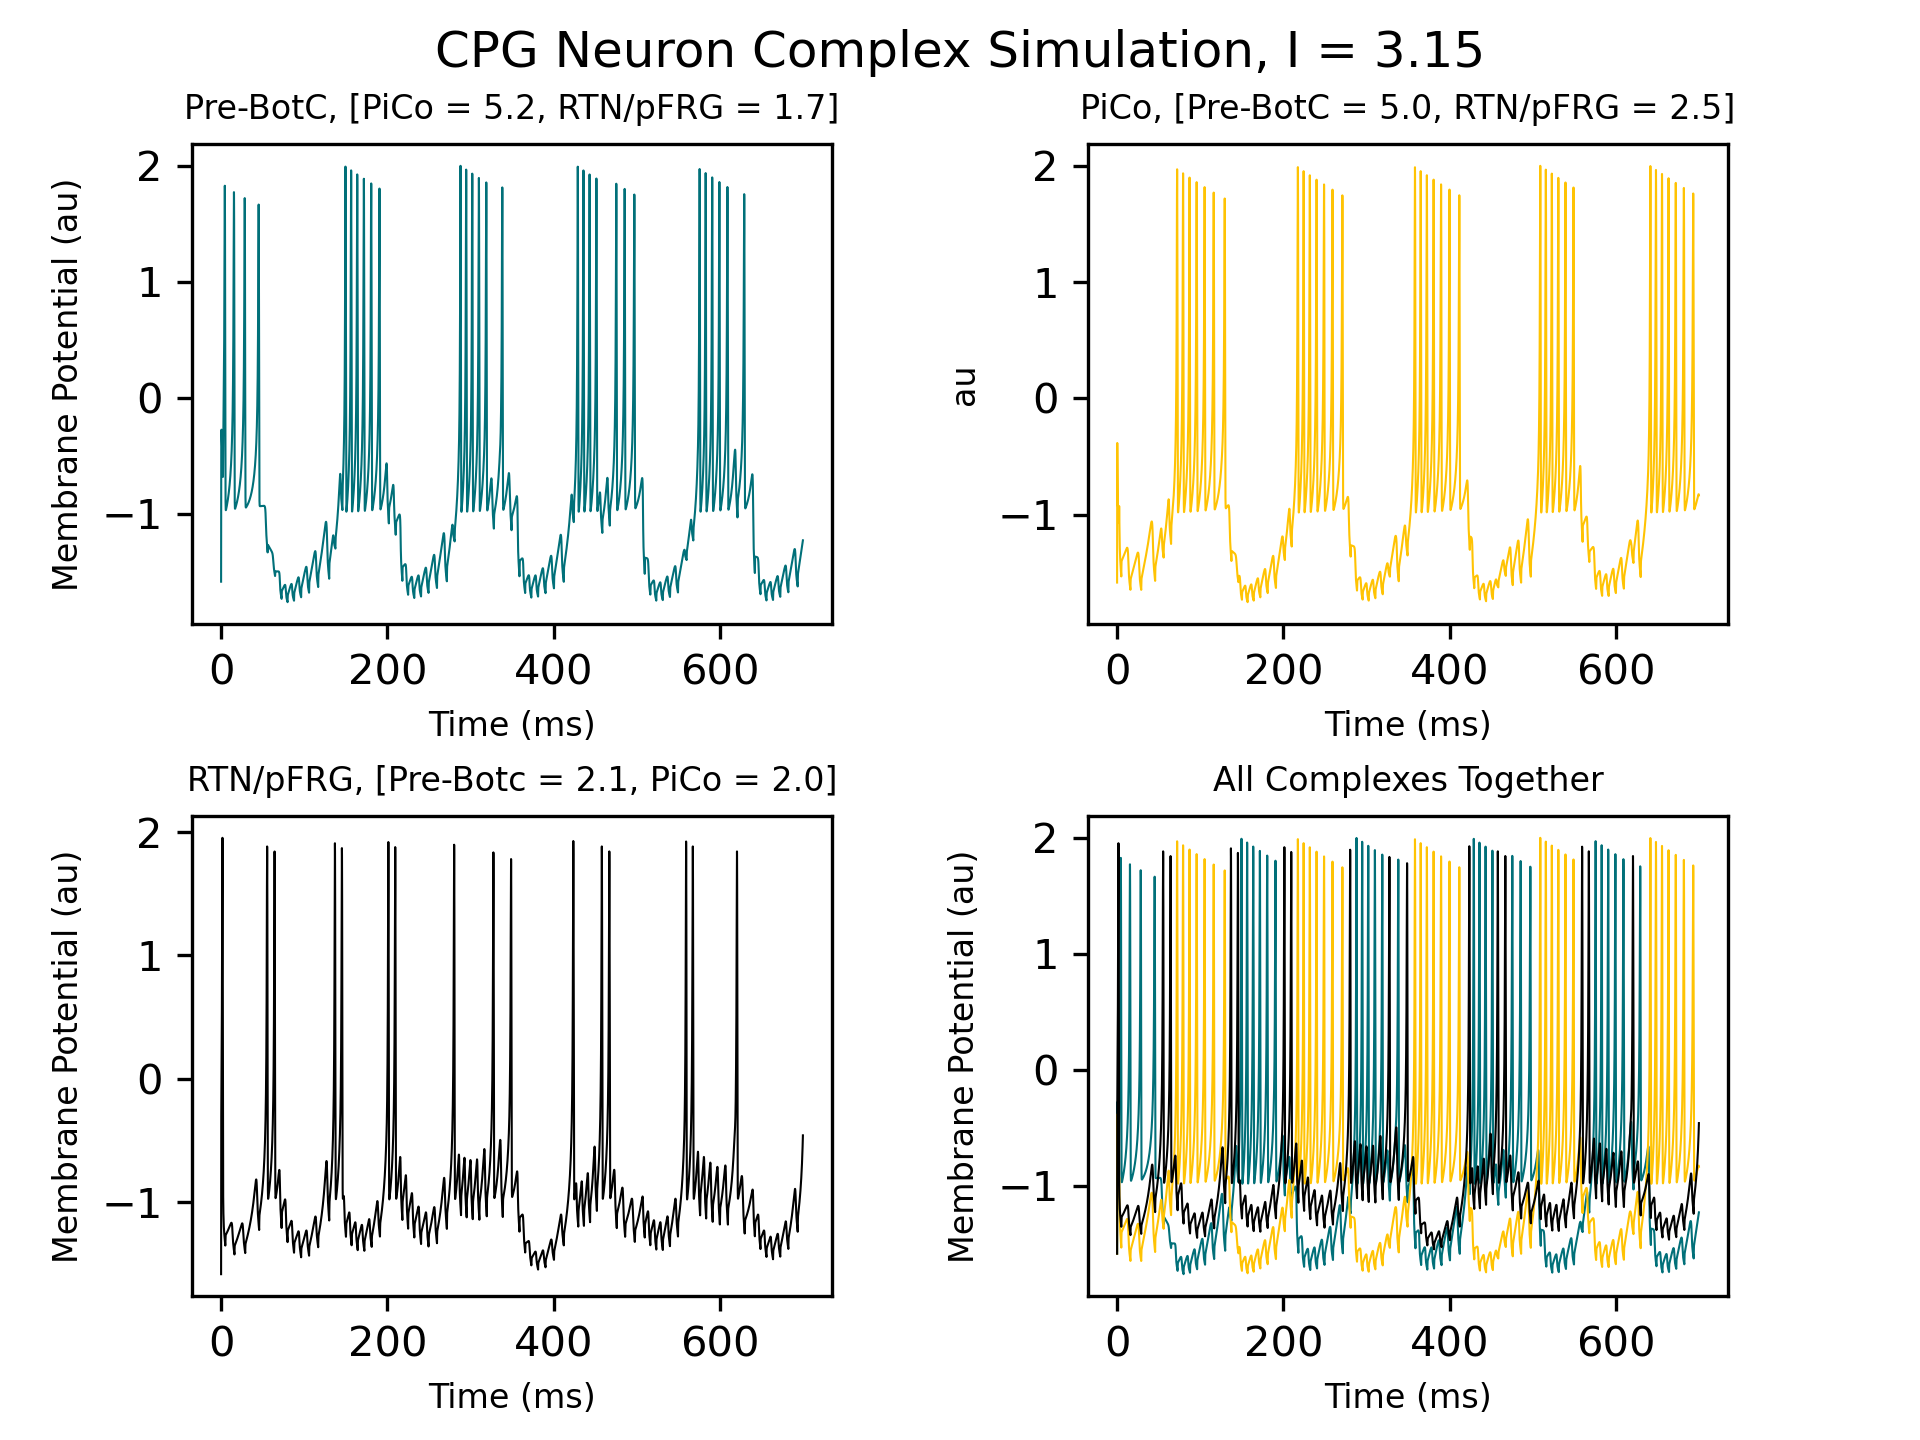 CPG Neuron Complex Simulation, I = 3.15
Pre-BotC, [PiCo = 5.2, RTN/pFRG = 1.7]
2
1
0
−1
Membrane Potential (au)
0 200 400 600
Time (ms)
PiCo, [Pre-BotC = 5.0, RTN/pFRG = 2.5]
2
1
0
−1
au
0 200 400 600
Time (ms)
RTN/pFRG, [Pre-Botc = 2.1, PiCo = 2.0]
2
1
0
−1
Membrane Potential (au)
0 200 400 600
Time (ms)
All Complexes Together
2
1
0
−1
Membrane Potential (au)
0 200 400 600
Time (ms)